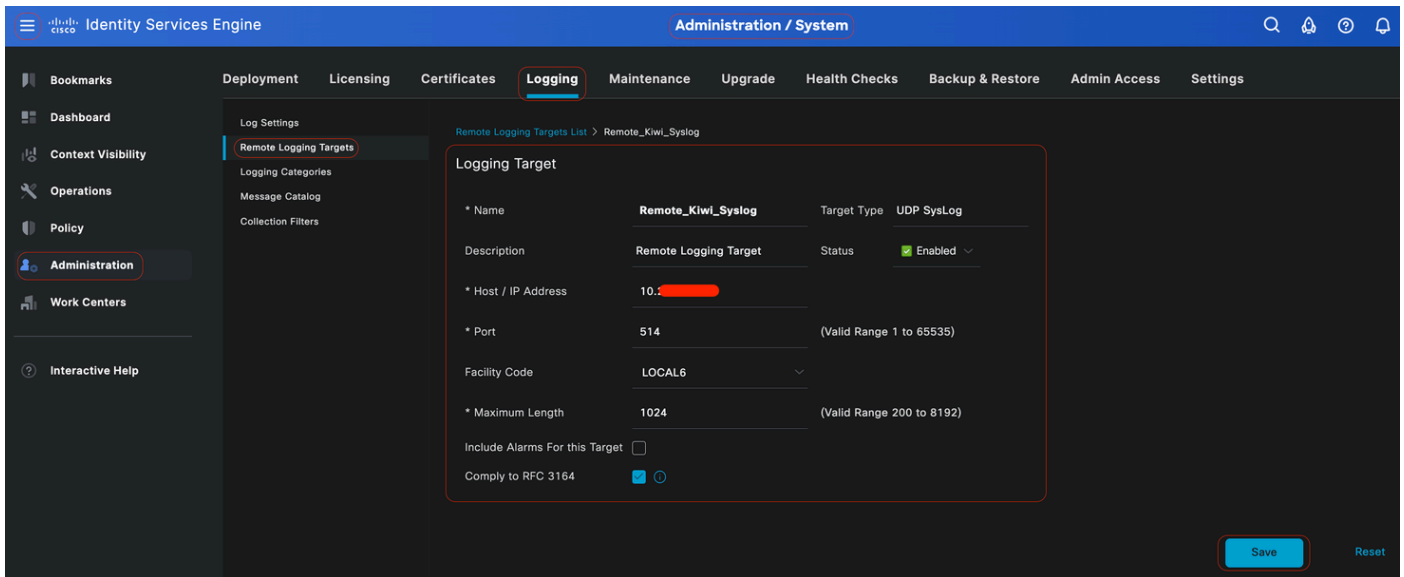 cisco Identity Services Engine
Administration / System
Bookmarks
Dashboard
Context Visibility
Operations
Policy
Administration
Work Centers
Interactive Help
Deployment Licensing Certificates Logging Maintenance Upgrade Health Checks Backup & Restore Admin Access Settings
Log Settings
Remote Logging Targets
Logging Categories
Message Catalog
Collection Filters
Remote Logging Targets List > Remote_Kiwi_Syslog
Logging Target
* Name Remote_Kiwi_Syslog Target Type UDP SysLog
Description Remote Logging Target Status Enabled
* Host / IP Address 10.
* Port 514 (Valid Range 1 to 65535)
Facility Code LOCAL6
* Maximum Length 1024 (Valid Range 200 to 8192)
Include Alarms For this Target
Comply to RFC 3164
Save Reset